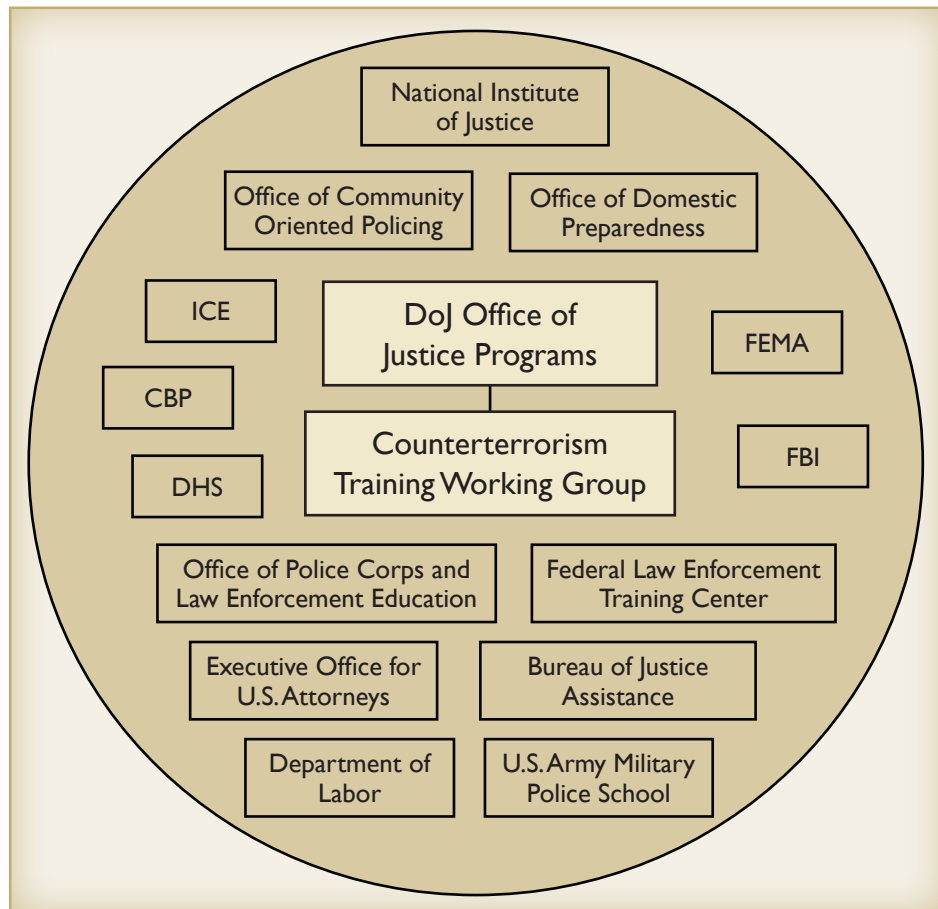 National Institute
of Justice
Office of Community
Oriented Policing
Office of Domestic
Preparedness
ICE
DoJ Office of
Justice Programs
FEMA
CBP
Counterterrorism
Training Working Group
FBI
DHS
Office of Police Corps and
Law Enforcement Education
Federal Law Enforcement
Training Center
Executive Office for
U.S. Attorneys
Bureau of Justice
Assistance
Department of
Labor
U.S. Army Military
Police School